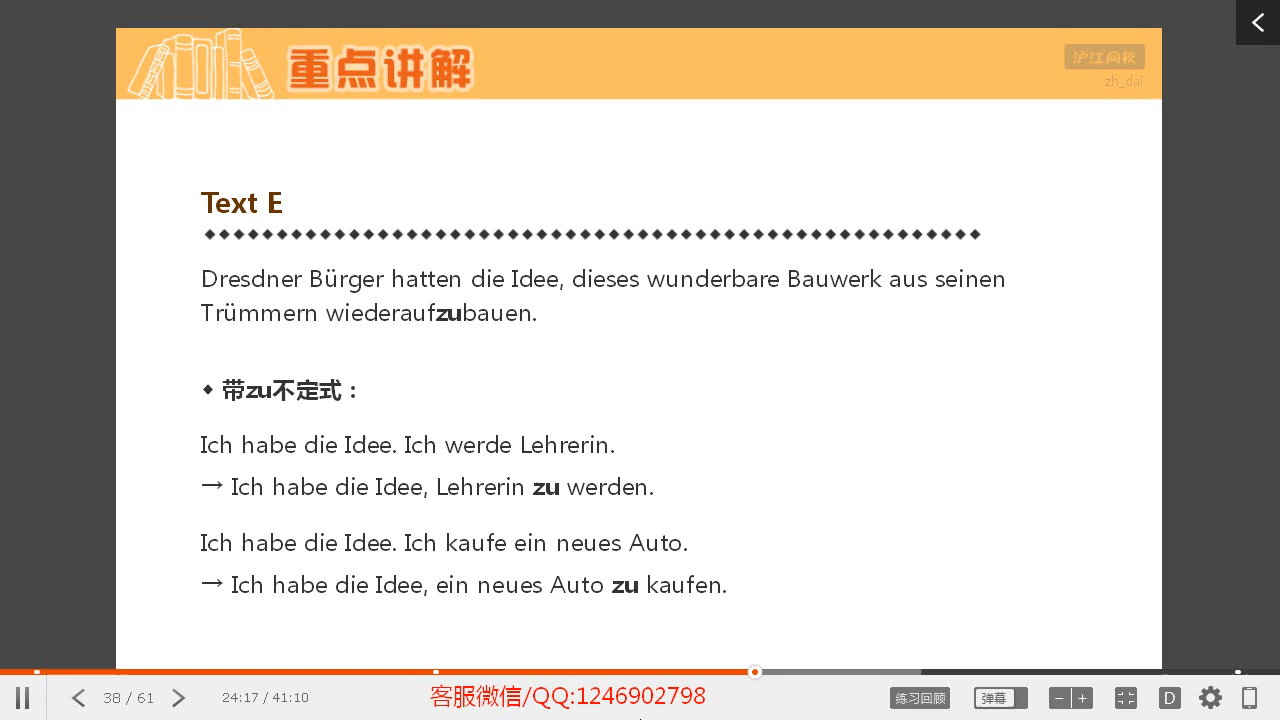 重点讲解
沪江网校
zh_dai
Text E
Dresdner Bürger hatten die Idee, dieses wunderbare Bauwerk aus seinen
Trümmern wiederaufzubauen.
◆ 带zu不定式：
Ich habe die Idee. Ich werde Lehrerin.
→ Ich habe die Idee, Lehrerin zu werden.
Ich habe die Idee. Ich kaufe ein neues Auto.
→ Ich habe die Idee, ein neues Auto zu kaufen.
38 / 61
24:17 / 41:10
客服微信/QQ:1246902798
练习回顾
弹幕
D